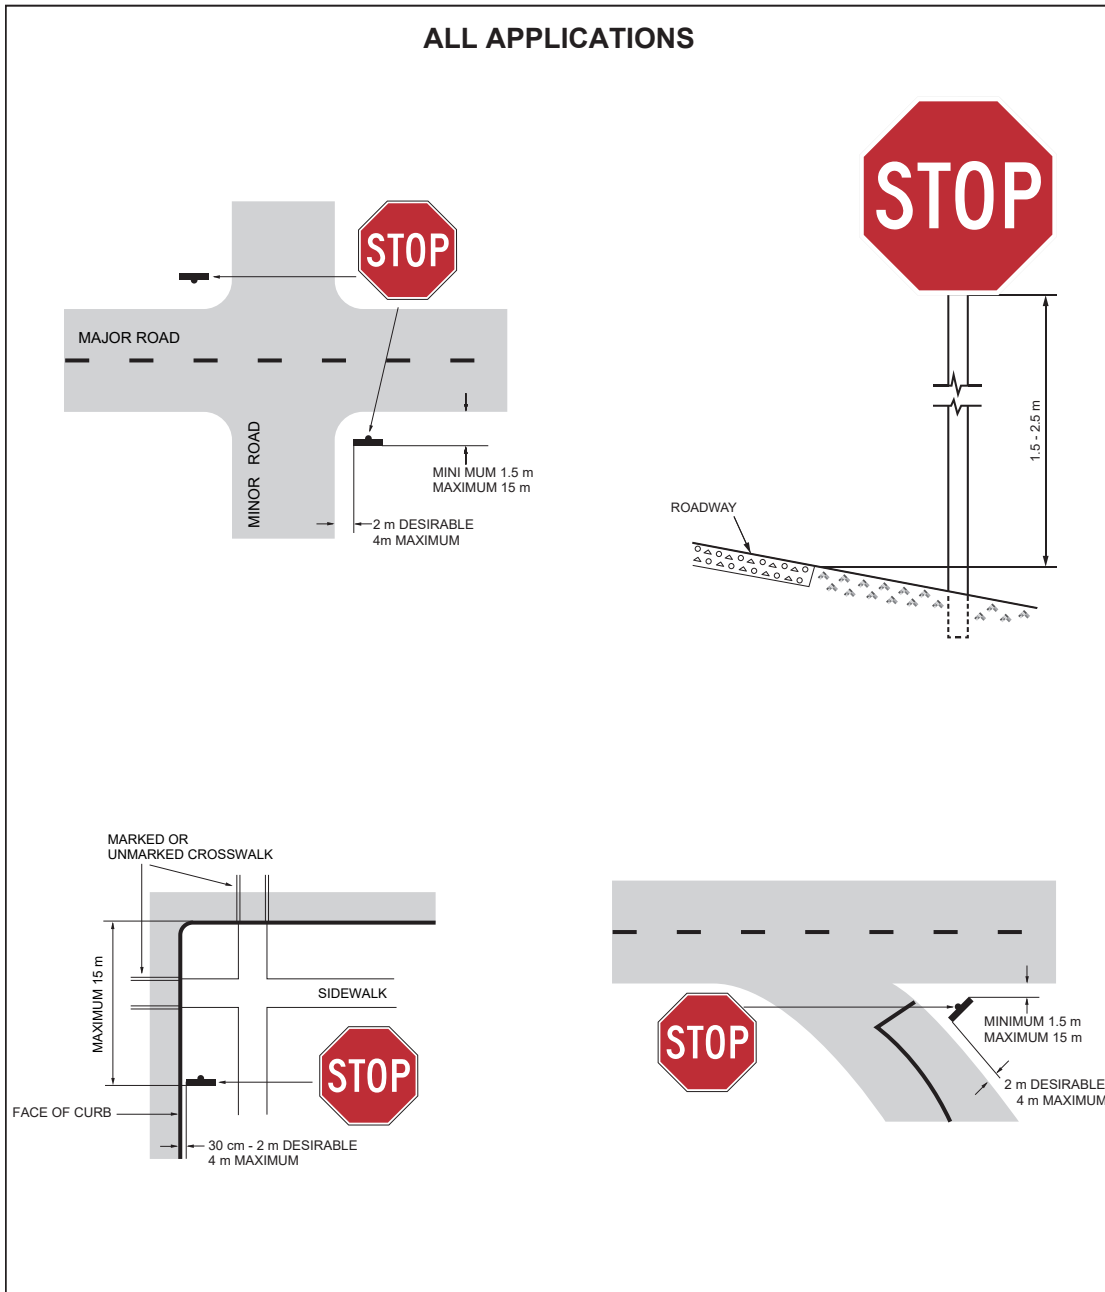 ALL APPLICATIONS
STOP
STOP
MAJOR ROAD
MINOR ROAD
MINI MUM 1.5 m
MAXIMUM 15 m
2 m DESIRABLE
4m MAXIMUM
1.5 - 2.5 m
ROADWAY
MARKED OR
UNMARKED CROSSWALK
MAXIMUM 15 m
SIDEWALK
STOP
FACE OF CURB
30 cm - 2 m DESIRABLE
4 m MAXIMUM
STOP
MINIMUM 1.5 m
MAXIMUM 15 m
2 m DESIRABLE
4 m MAXIMUM